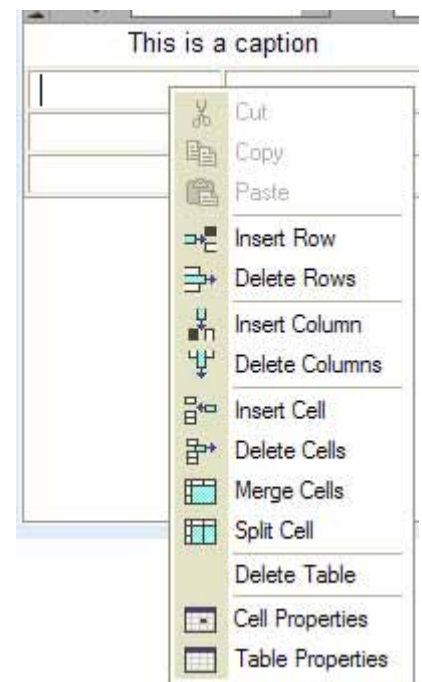 This is a caption
Cut
Copy
Paste
Insert Row
Delete Rows
Insert Column
Delete Columns
Insert Cell
Delete Cells
Merge Cells
Split Cell
Delete Table
Cell Properties
Table Properties